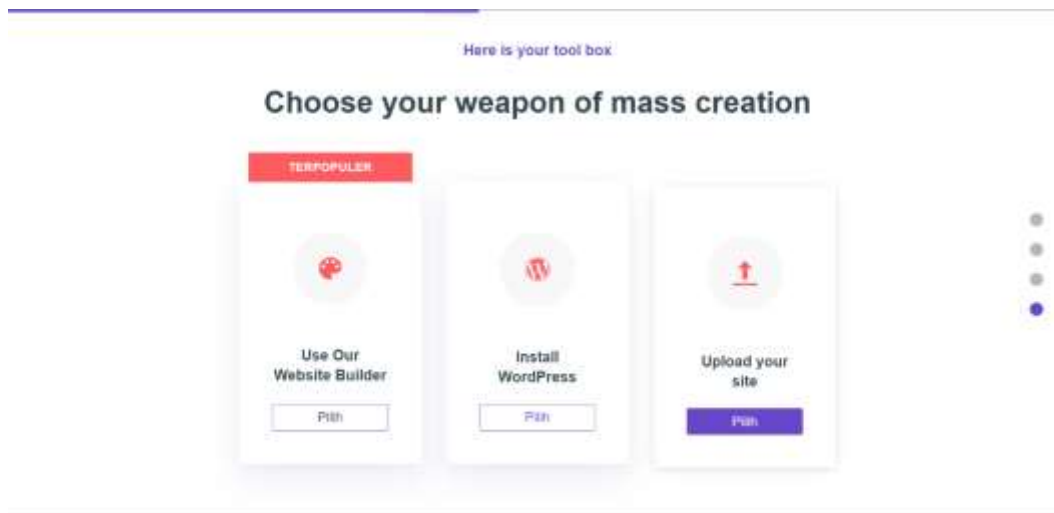 Here is your tool box
Choose your weapon of mass creation
TERPOPULER
Use Our
Website Builder
Pilih
Install
WordPress
Pilih
Upload your
site
Pilih